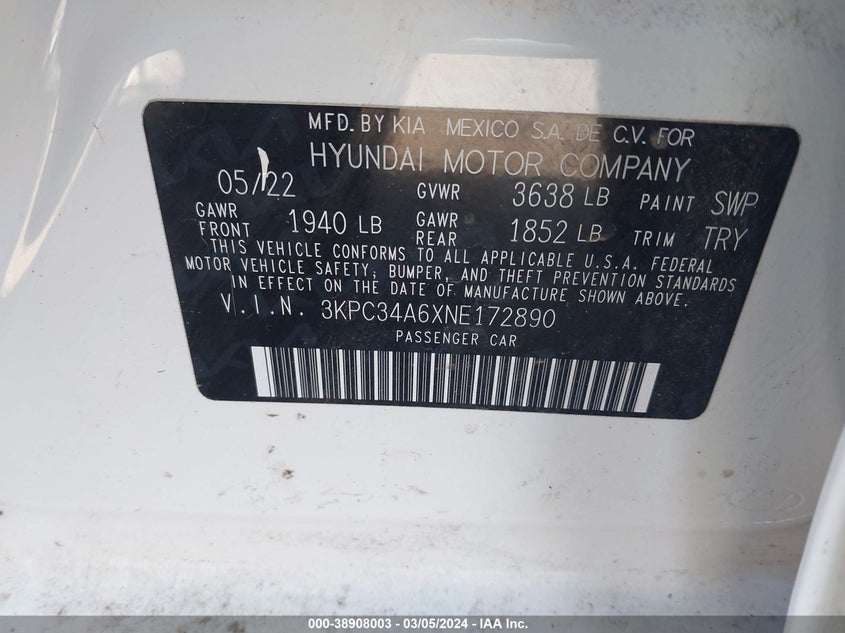 MFD. BY KIA MEXICO S.A. DE C.V. FOR
HYUNDAI MOTOR COMPANY
05/22 GVWR 3638 LB PAINT SWP
GAWR FRONT 1940 LB GAWR REAR 1852 LB TRIM TRY
THIS VEHICLE CONFORMS TO ALL APPLICABLE U.S.A. FEDERAL
MOTOR VEHICLE SAFETY, BUMPER, AND THEFT PREVENTION STANDARDS
IN EFFECT ON THE DATE OF MANUFACTURE SHOWN ABOVE.
V.I.N. 3KPC34A6XNE172890
PASSENGER CAR
000-38908003 - 03/05/2024 - IAA Inc.